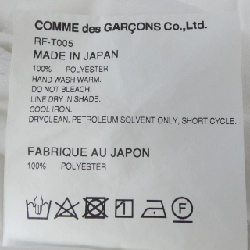 COMME des GARÇONS Co.,Ltd.
RF-T005
MADE IN JAPAN
100% POLYESTER
HAND WASH WARM.
DO NOT BLEACH.
LINE DRY IN SHADE.
COOL IRON.
DRYCLEAN, PETROLEUM SOLVENT ONLY, SHORT CYCLE.
FABRIQUE AU JAPON
100% POLYESTER